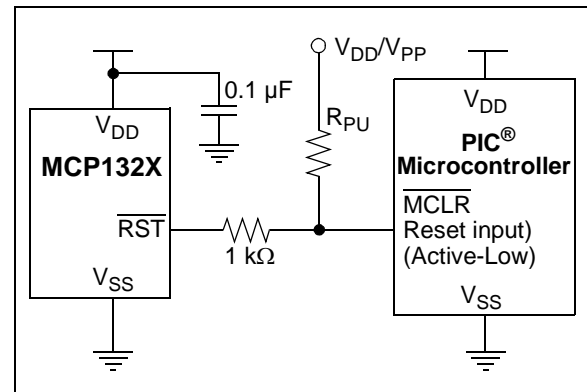 V_DD/V_PP
0.1 µF
V_DD
MCP132X
R_PU
V_DD
PIC®
Microcontroller
RST
1 kΩ
MCLR
Reset input)
(Active-Low)
V_SS
V_SS